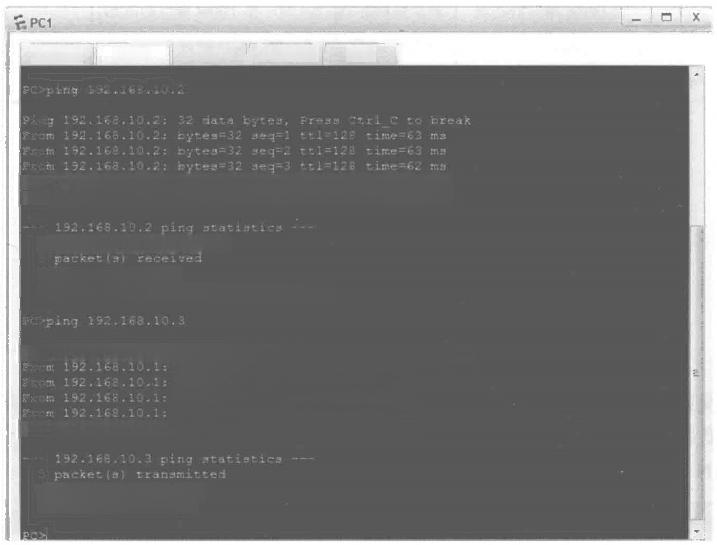 PC1
PC>ping 192.168.10.2
Ping 192.168.10.2: 32 data bytes, Press Ctrl_C to break
From 192.168.10.2: bytes=32 seq=1 ttl=128 time=63 ms
From 192.168.10.2: bytes=32 seq=2 ttl=128 time=63 ms
From 192.168.10.2: bytes=32 seq=3 ttl=128 time=62 ms
--- 192.168.10.2 ping statistics ---
packet(s) received
PC>ping 192.168.10.3
From 192.168.10.1:
From 192.168.10.1:
From 192.168.10.1:
From 192.168.10.1:
--- 192.168.10.3 ping statistics ---
5 packet(s) transmitted
PC>